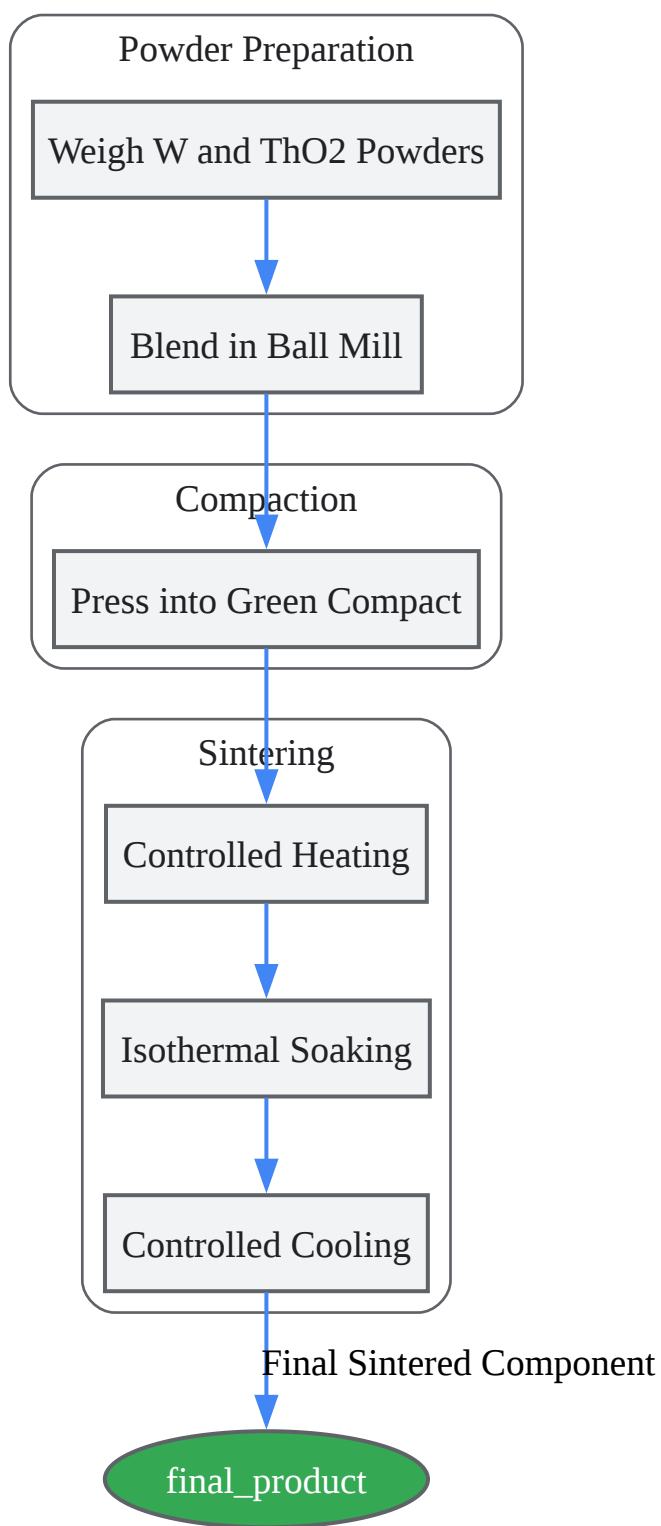 Powder Preparation
Weigh W and ThO2 Powders
Blend in Ball Mill
Compaction
Press into Green Compact
Sintering
Controlled Heating
Isothermal Soaking
Controlled Cooling
Final Sintered Component
final_product